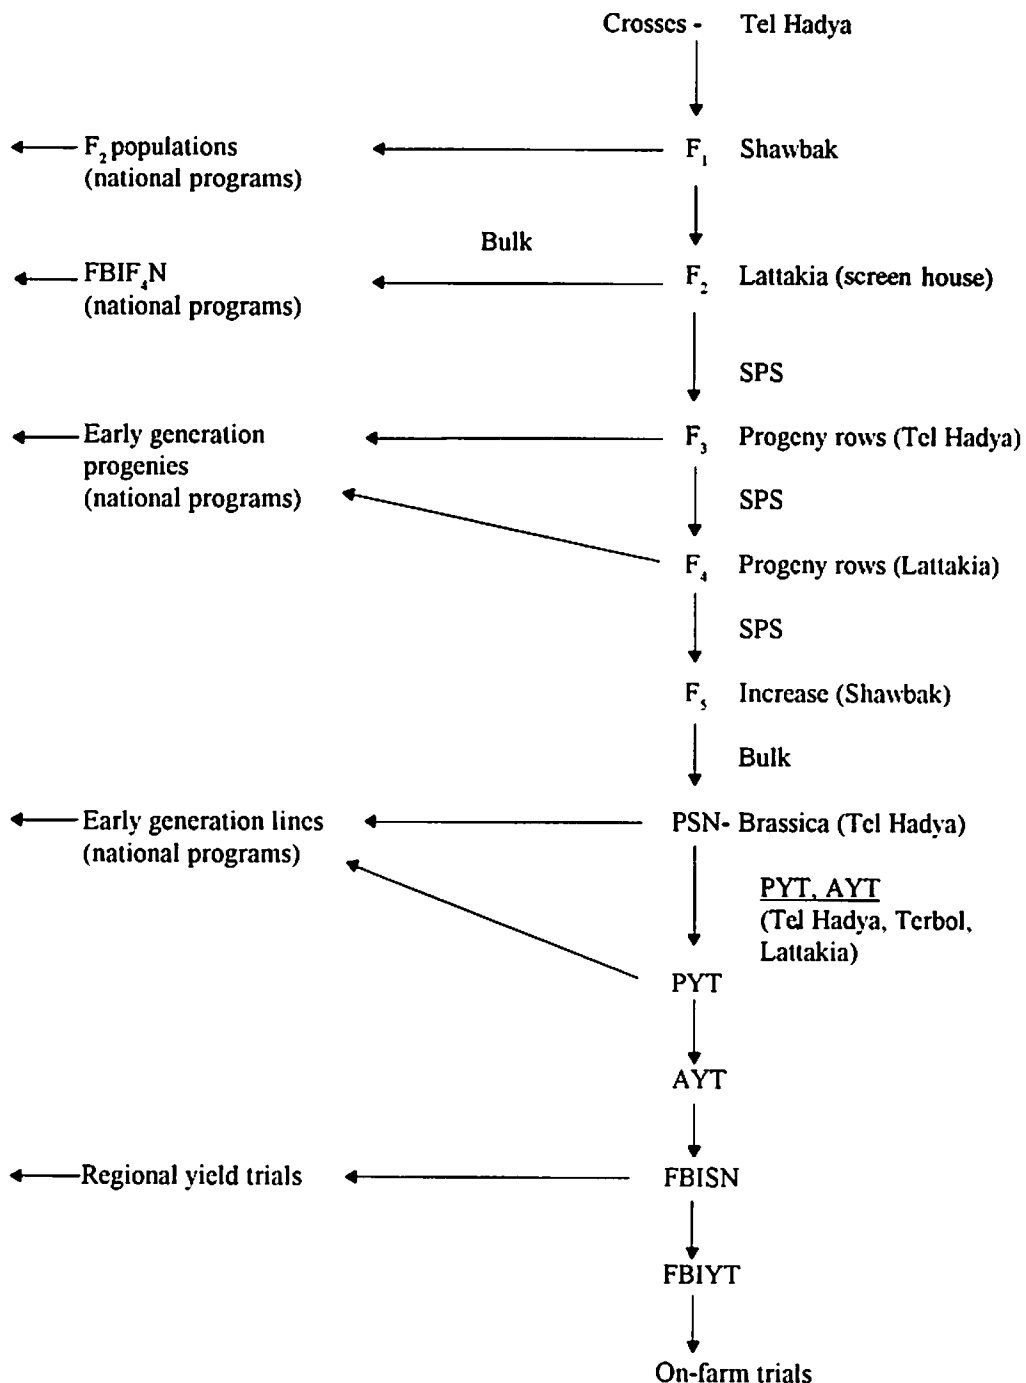 Crosses - Tel Hadya
F₂ populations
(national programs)
F₁ Shawbak
Bulk
FBIF₄N
(national programs)
F₂ Lattakia (screen house)
SPS
Early generation
progenies
(national programs)
F₃ Progeny rows (Tel Hadya)
SPS
F₄ Progeny rows (Lattakia)
SPS
F₅ Increase (Shawbak)
Bulk
Early generation lines
(national programs)
PSN- Brassica (Tel Hadya)
PYT, AYT
(Tel Hadya, Terbol,
Lattakia)
PYT
AYT
Regional yield trials
FBISN
FBIYT
On-farm trials